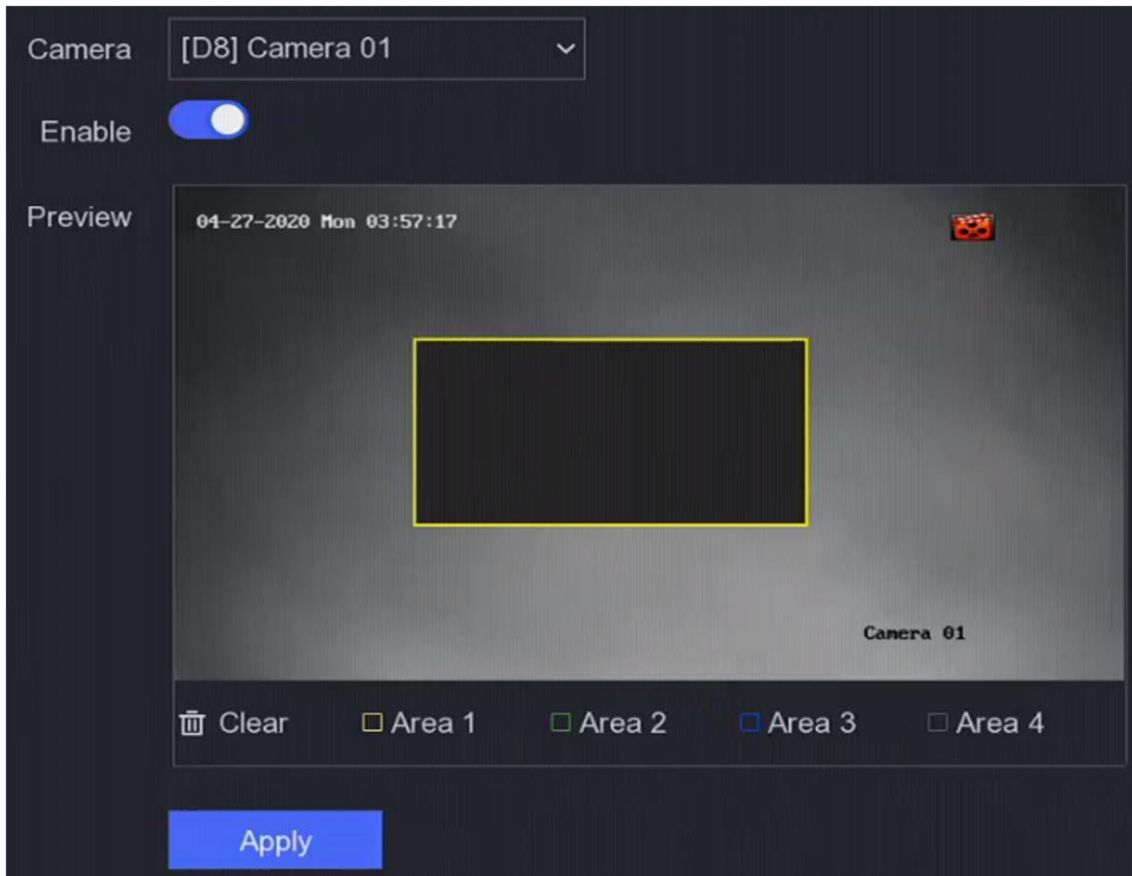 Camera [D8] Camera 01
Enable
Preview
04-27-2020 Mon 03:57:17
Camera 01
Clear Area 1 Area 2 Area 3 Area 4
Apply